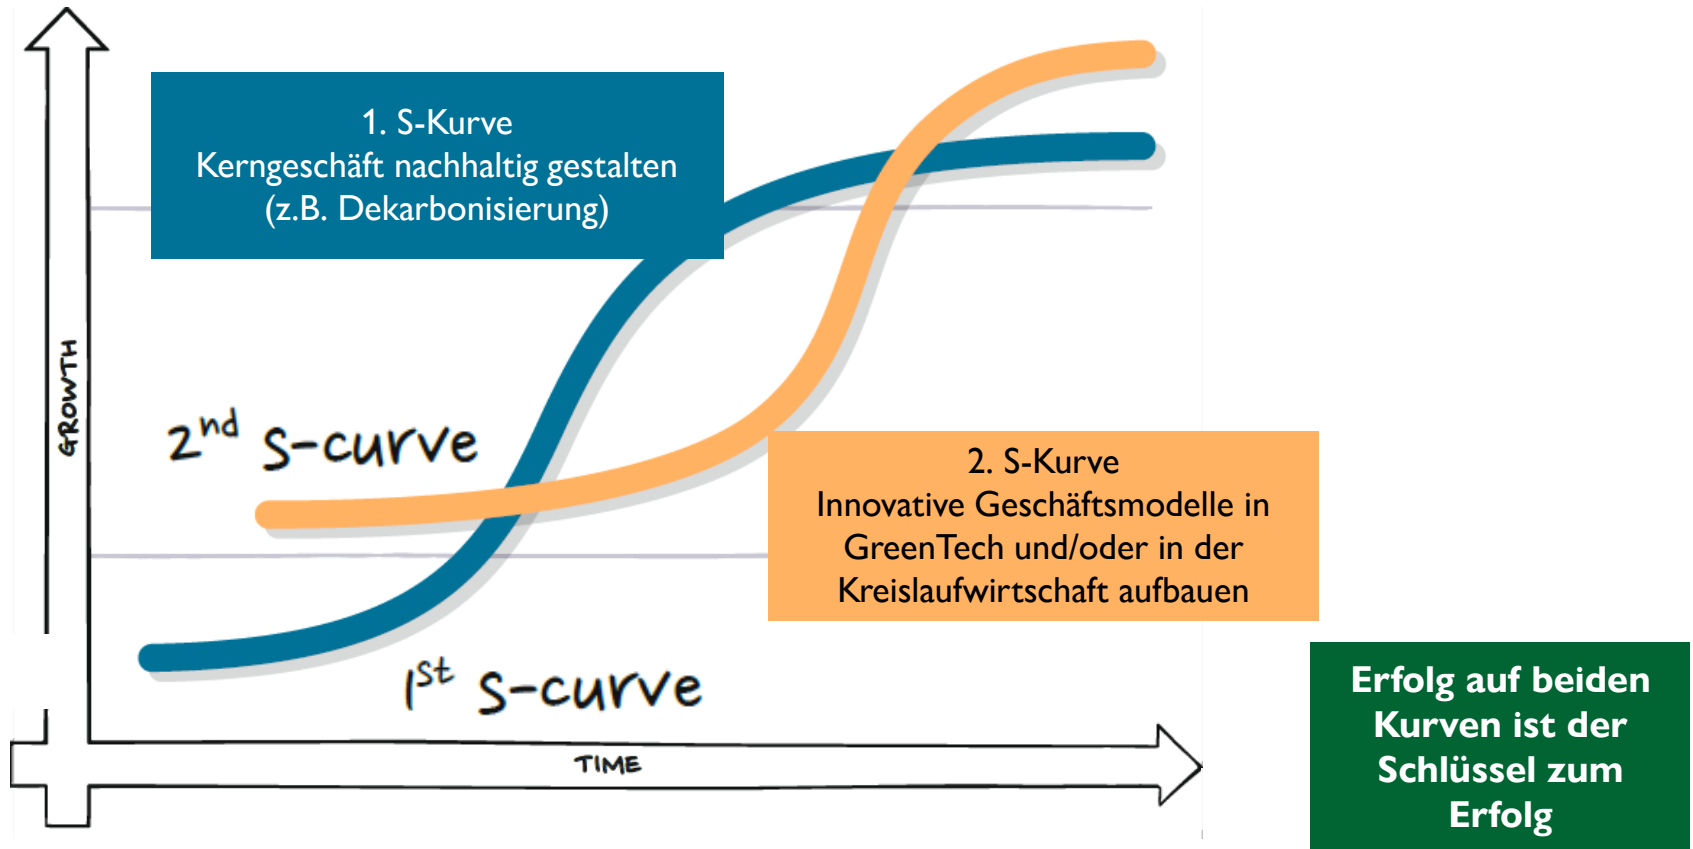 1. S-Kurve
Kerngeschäft nachhaltig gestalten
(z.B. Dekarbonisierung)
GROWTH
2nd s-curve
2. S-Kurve
Innovative Geschäftsmodelle in
GreenTech und/oder in der
Kreislaufwirtschaft aufbauen
1st s-curve
TIME
Erfolg auf beiden
Kurven ist der
Schlüssel zum
Erfolg